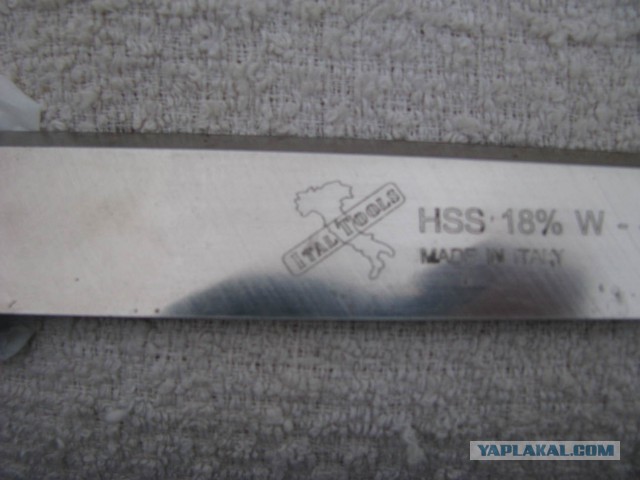 ITAL TOOLS
HSS 18% W -
MADE IN ITALY
YAPLAKAL.COM